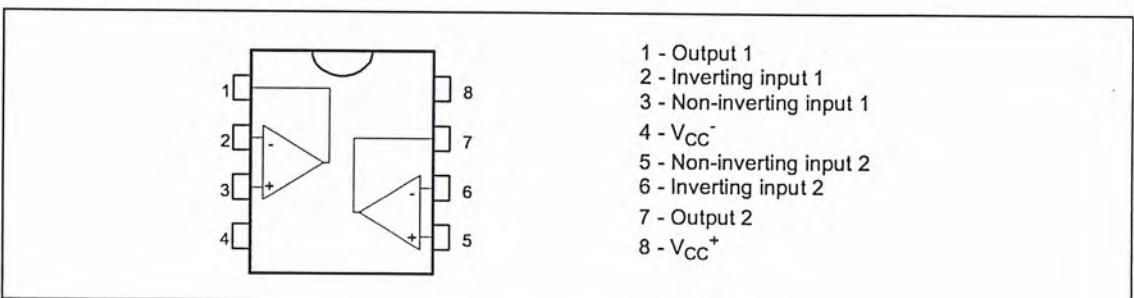 1
2
3
4
8
7
6
5
-
+
-
+
1 - Output 1
2 - Inverting input 1
3 - Non-inverting input 1
4 - VCC-
5 - Non-inverting input 2
6 - Inverting input 2
7 - Output 2
8 - VCC+